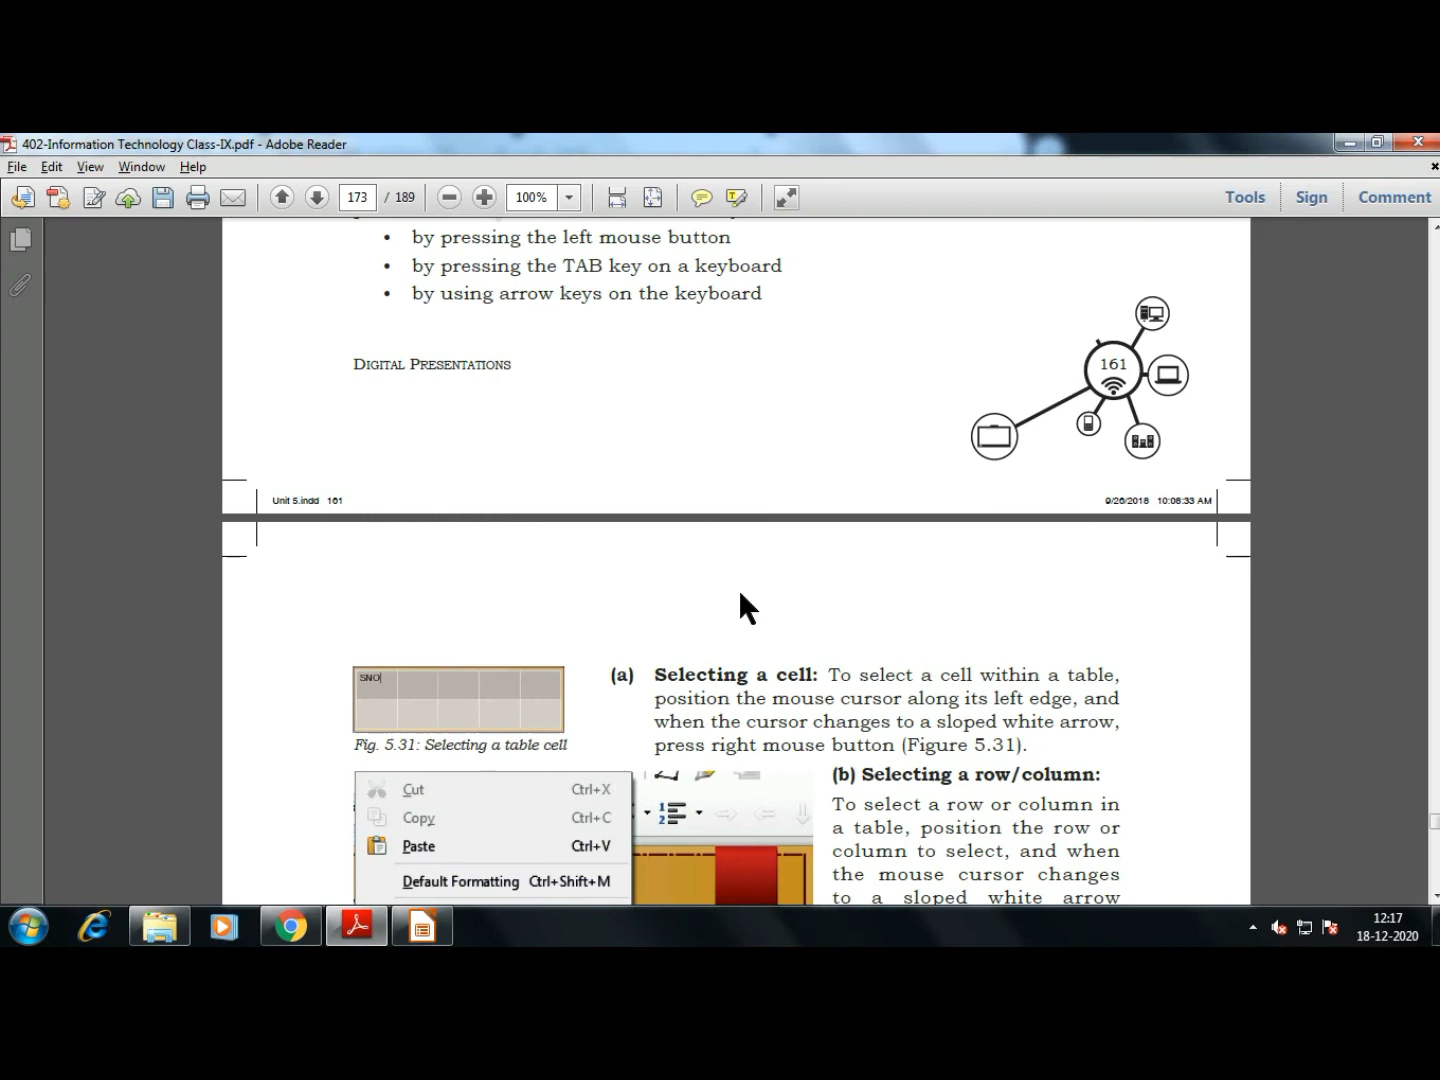 402-Information Technology Class-IX.pdf - Adobe Reader
File Edit View Window Help
173 / 189 100% Tools Sign Comment
• by pressing the left mouse button
• by pressing the TAB key on a keyboard
• by using arrow keys on the keyboard
DIGITAL PRESENTATIONS
161
Unit 5.indd 161
9/26/2018 10:08:33 AM
SNO
Fig. 5.31: Selecting a table cell
(a) Selecting a cell: To select a cell within a table,
position the mouse cursor along its left edge, and
when the cursor changes to a sloped white arrow,
press right mouse button (Figure 5.31).
Cut Ctrl+X
Copy Ctrl+C
Paste Ctrl+V
Default Formatting Ctrl+Shift+M
(b) Selecting a row/column:
To select a row or column in
a table, position the row or
column to select, and when
the mouse cursor changes
to a sloped white arrow
12:17
18-12-2020